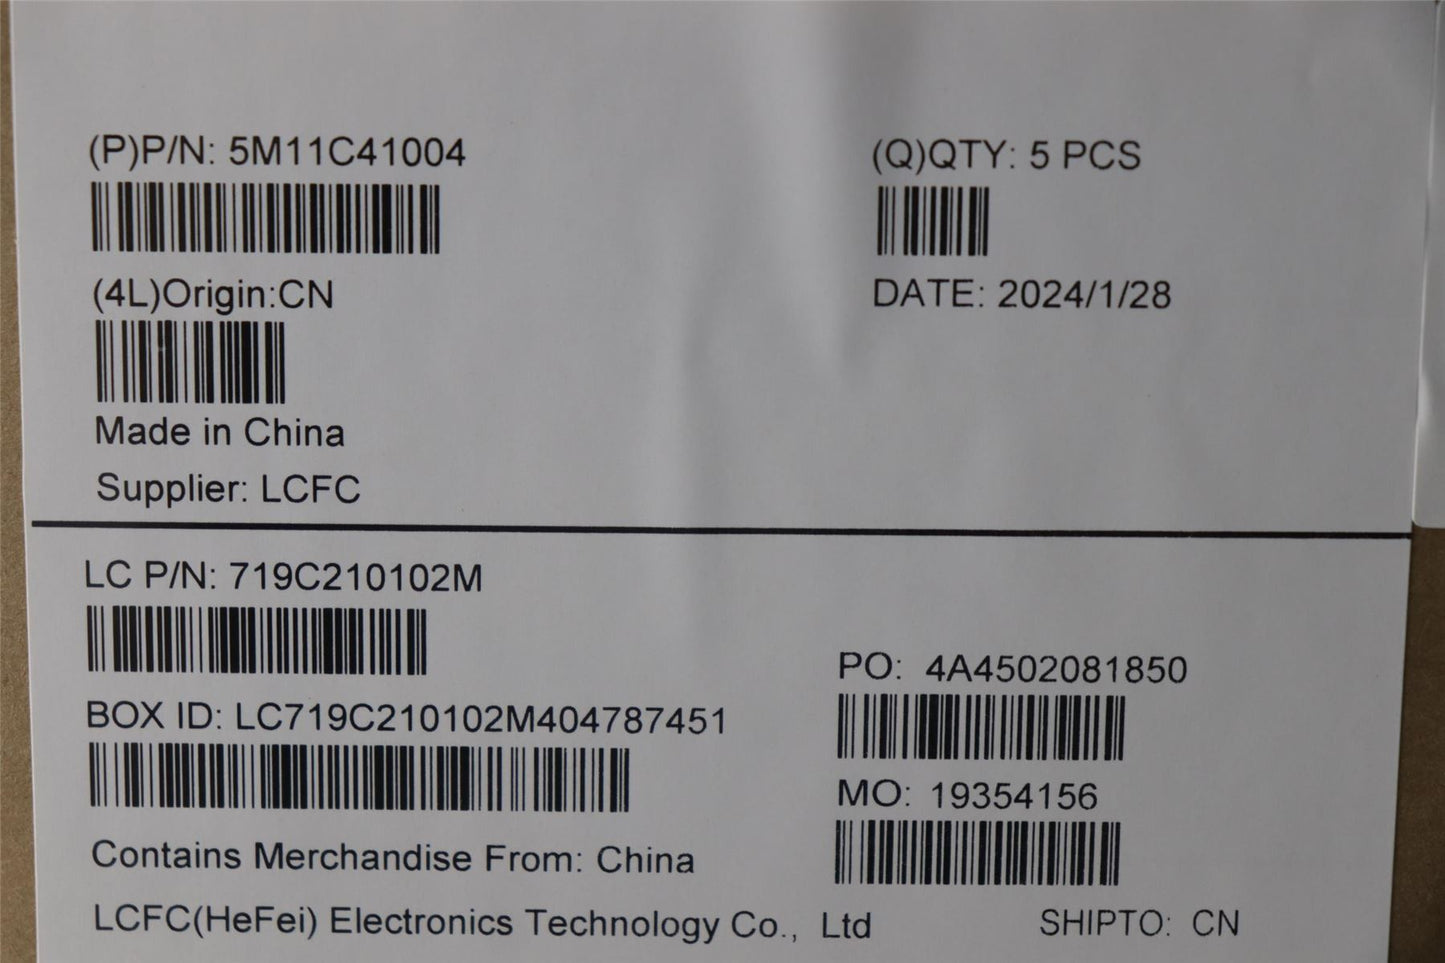 (P)P/N: 5M11C41004
(Q)QTY: 5 PCS
(4L)Origin:CN
DATE: 2024/1/28
Made in China
Supplier: LCFC
LC P/N: 719C210102M
PO: 4A4502081850
BOX ID: LC719C210102M404787451
MO: 19354156
Contains Merchandise From: China
LCFC(HeFei) Electronics Technology Co., Ltd
SHIPTO: CN